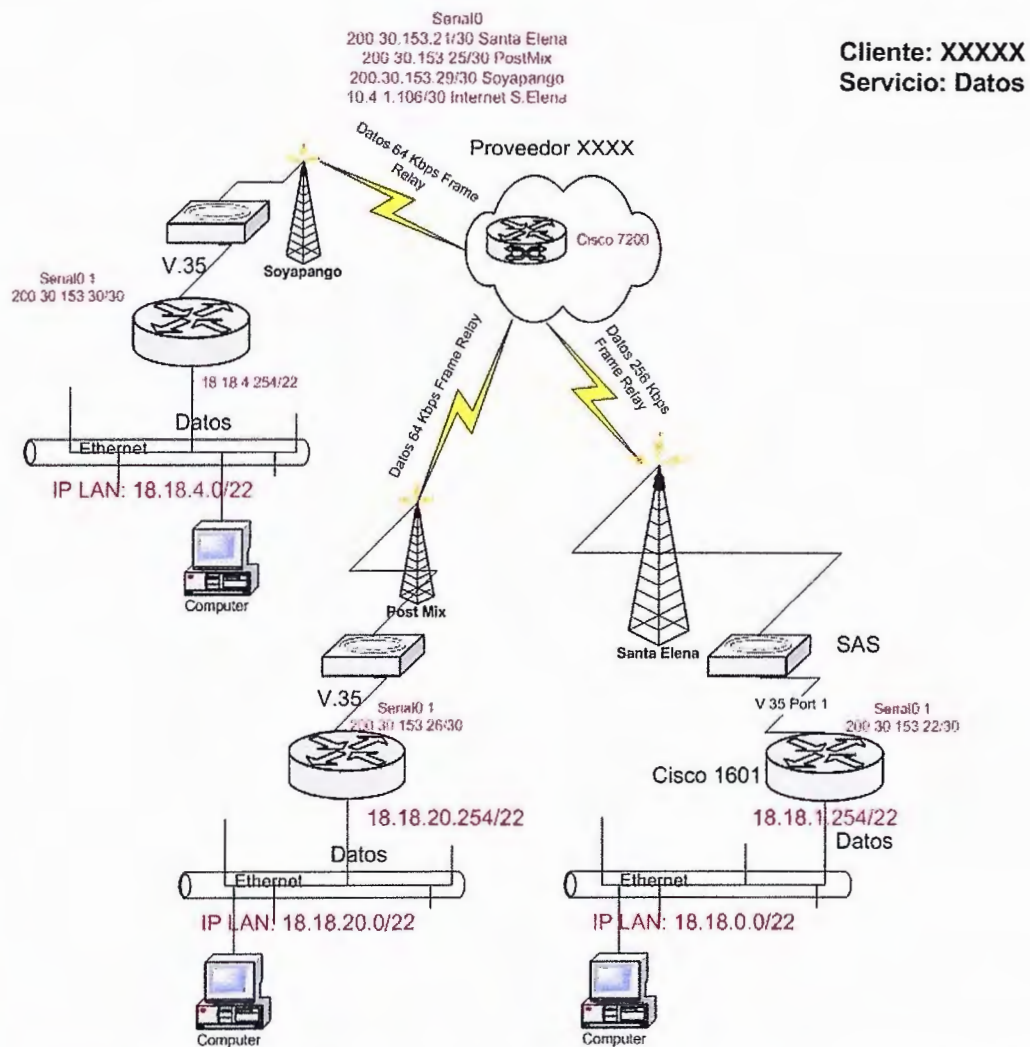 Serial0
200 30.153.21/30 Santa Elena
200 30.153 25/30 PostMix
200.30.153.29/30 Soyapango
10.4 1.106/30 Internet S.Elena
Cliente: XXXXX
Servicio: Datos
Datos 64 Kbps Frame
Relay
Proveedor XXXX
Cisco 7200
Soyapango
V.35
Serial0 1
200 30 153 30/30
18 18 4 254/22
Datos
Ethernet
IP LAN: 18.18.4.0/22
Computer
Datos 64 Kbps Frame Relay
Datos 256 Kbps
Frame Relay
Post Mix
V.35
Serial0 1
200 30 153 26/30
18.18.20.254/22
Datos
Ethernet
IP LAN: 18.18.20.0/22
Computer
Santa Elena
SAS
V 35 Port 1
Serial0 1
200 30 153 22/30
Cisco 1601
18.18.1.254/22
Datos
Ethernet
IP LAN: 18.18.0.0/22
Computer